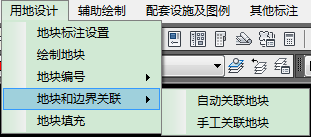 用地设计 辅助绘制 配套设施及图例 其他标注
地块标注设置
绘制地块
地块编号
地块和边界关联
自动关联地块
手工关联地块
地块填充